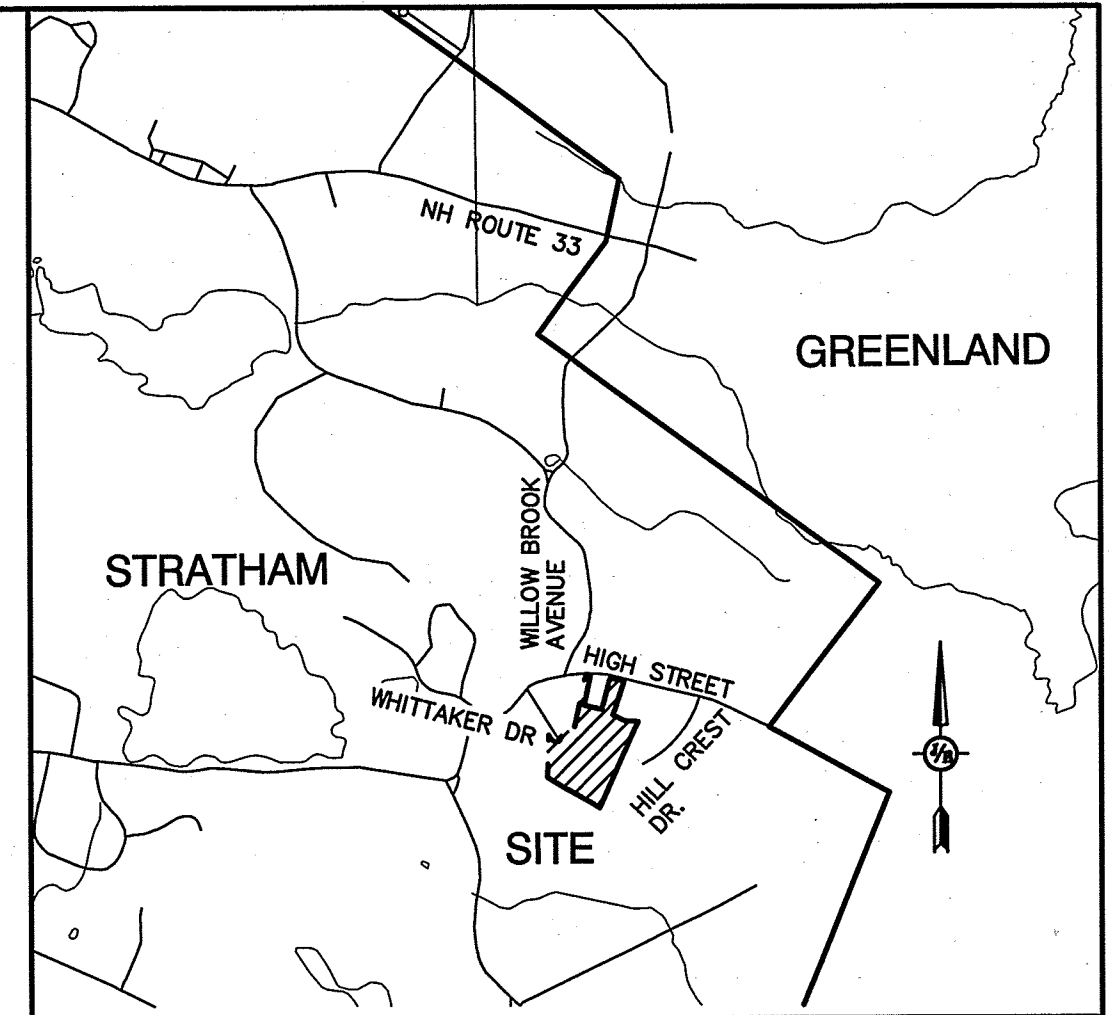 NH ROUTE 33
GREENLAND
WILLOW BROOK
AVENUE
STRATHAM
HIGH STREET
WHITTAKER DR
HILL CREST
DR.
SITE